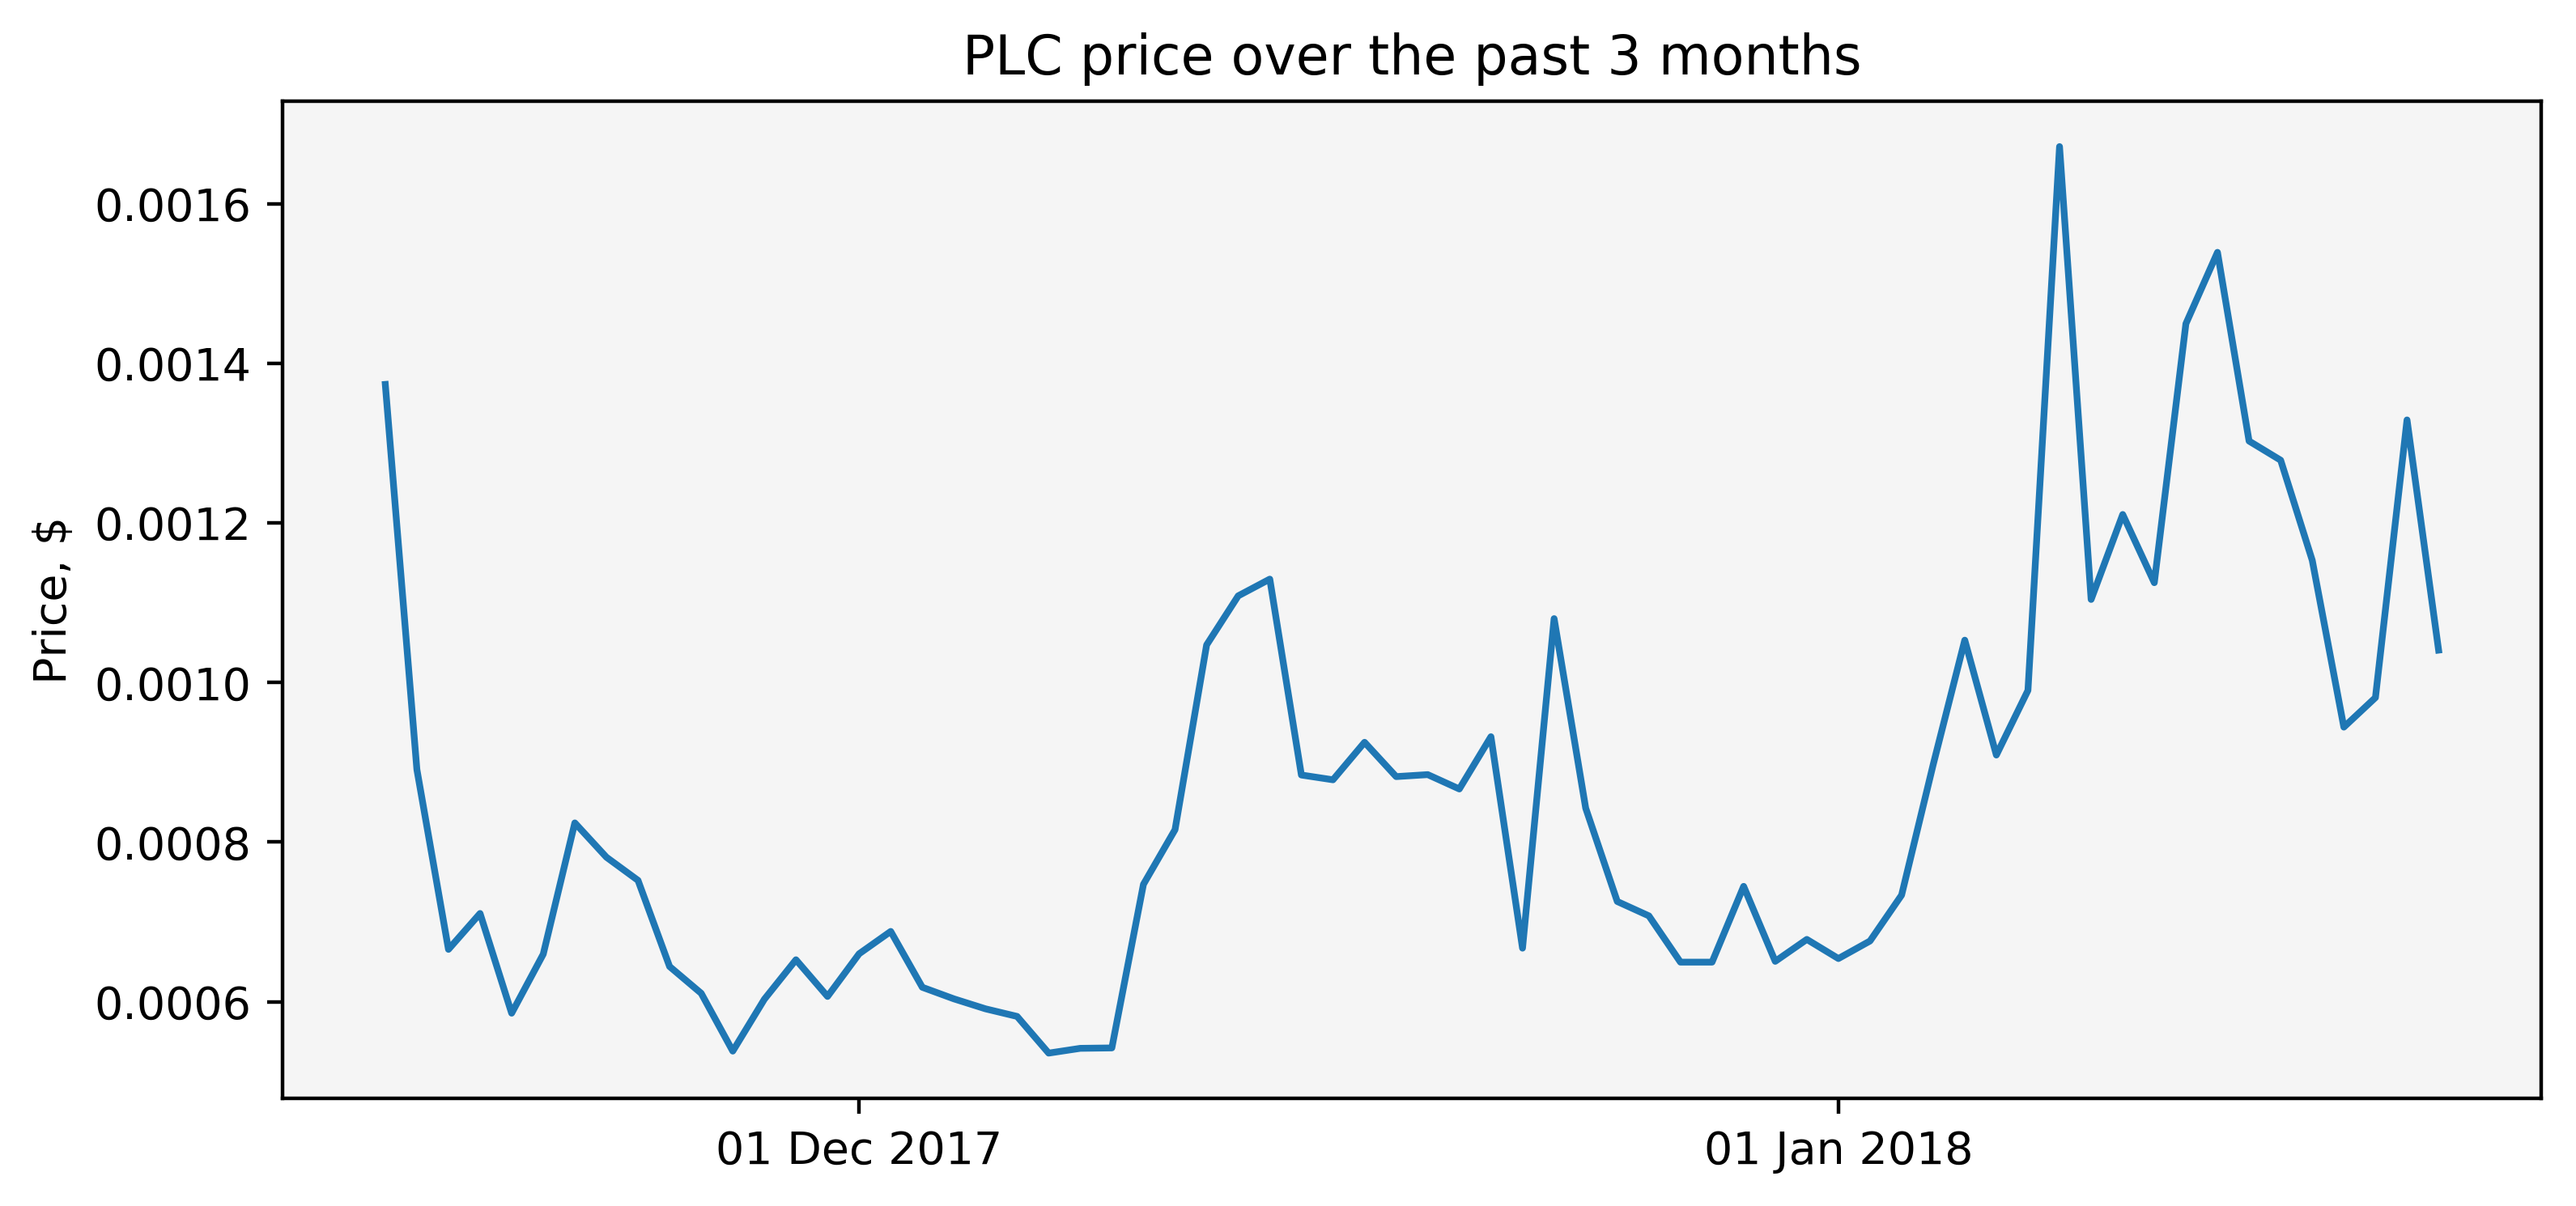 PLC price over the past 3 months
Price, $
0.0016
0.0014
0.0012
0.0010
0.0008
0.0006
01 Dec 2017
01 Jan 2018